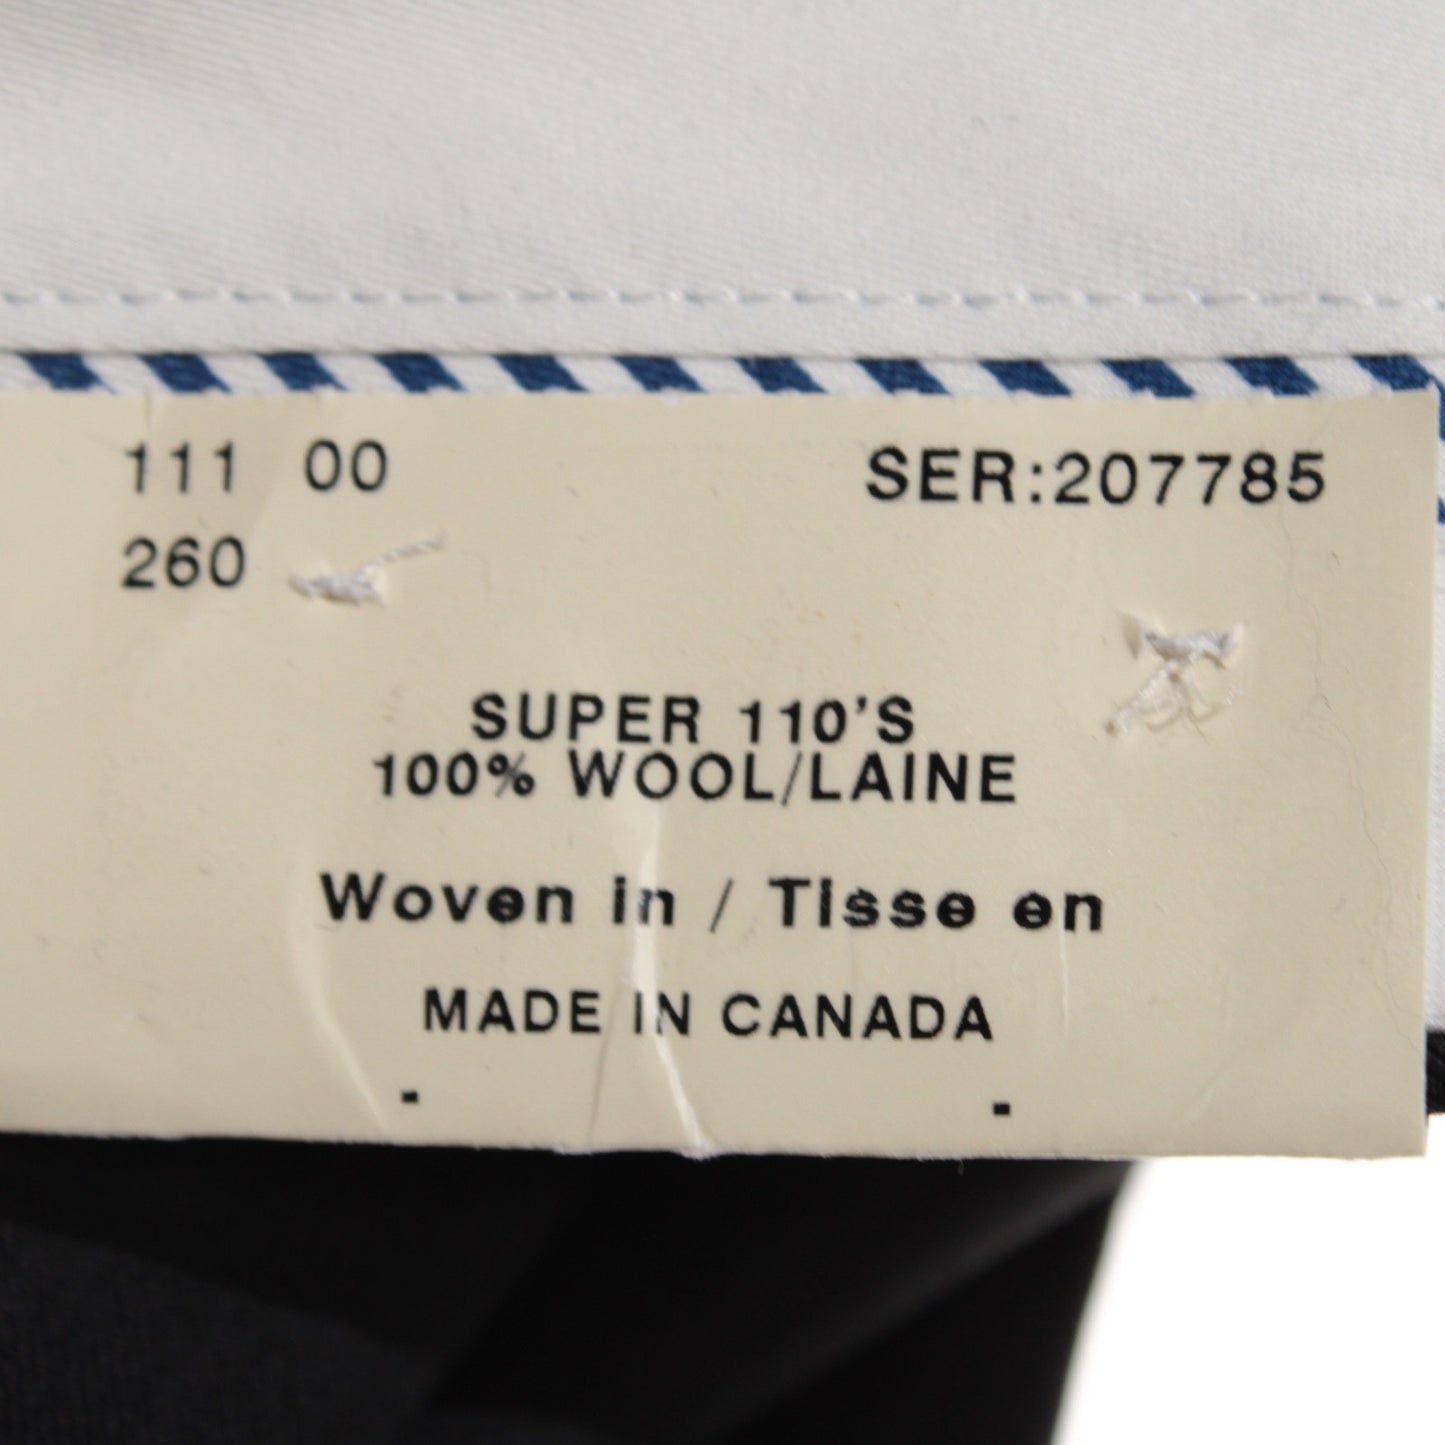 111 00 SER:207785
260
SUPER 110'S
100% WOOL/LAINE
Woven in / Tisse en
MADE IN CANADA
- -